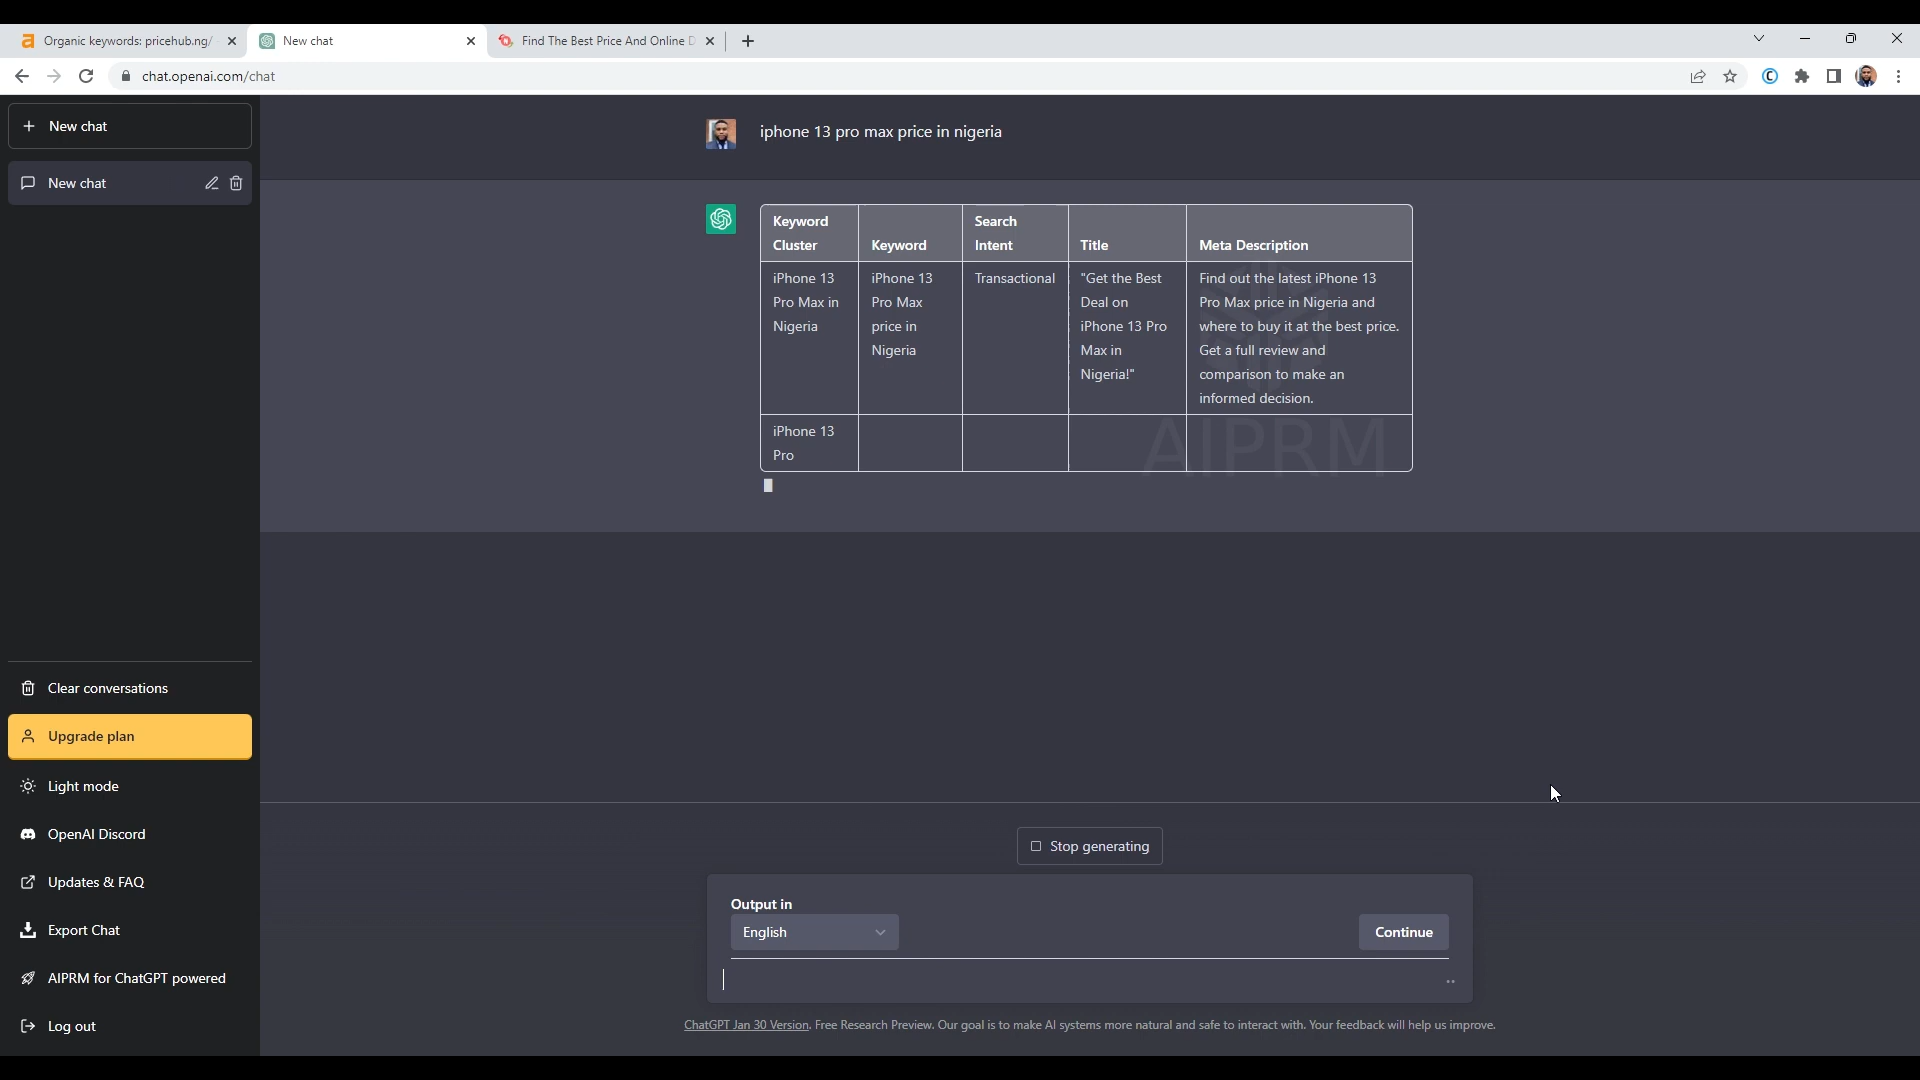 Organic keywords: pricehub.ng/
New chat
Find The Best Price And Online D
chat.openai.com/chat
New chat
New chat
Clear conversations
Upgrade plan
Light mode
OpenAI Discord
Updates & FAQ
Export Chat
AIPRM for ChatGPT powered
Log out
iphone 13 pro max price in nigeria
Keyword
Cluster
Keyword
Search
Intent
Title
Meta Description
iPhone 13
Pro Max in
Nigeria
iPhone 13
Pro Max
price in
Nigeria
Transactional
"Get the Best
Deal on
iPhone 13 Pro
Max in
Nigeria!"
Find out the latest iPhone 13
Pro Max price in Nigeria and
where to buy it at the best price.
Get a full review and
comparison to make an
informed decision.
iPhone 13
Pro
AIPRM
Stop generating
Output in
English
Continue
ChatGPT Jan 30 Version. Free Research Preview. Our goal is to make AI systems more natural and safe to interact with. Your feedback will help us improve.